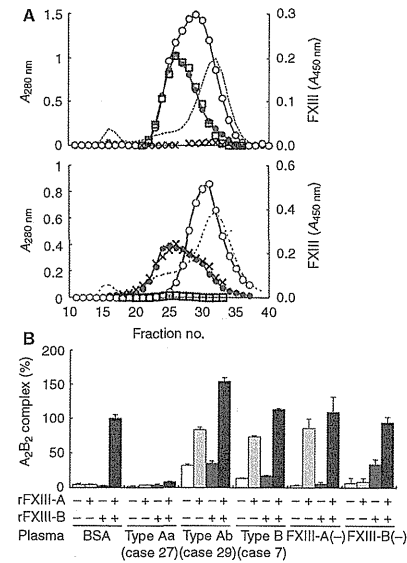 A
1.5
1
0.5
0
A280 nm
0.3
0.2
0.1
0.0
FXIII (A450 nm)
1
0.8
0.6
0.4
0.2
0
A280 nm
0.6
0.4
0.2
0.0
FXIII (A450 nm)
10 15 20 25 30 35 40
Fraction no.
B
A2B2 complex (%)
200
150
100
50
0
rFXIII-A − + − + − + − + − + − + − + − + − + − + − + − +
rFXIII-B − − + + − − + + − − + + − − + + − − + + − − + +
Plasma BSA Type Aa Type Ab Type B FXIII-A(−) FXIII-B(−)
(case 27) (case 29) (case 7)